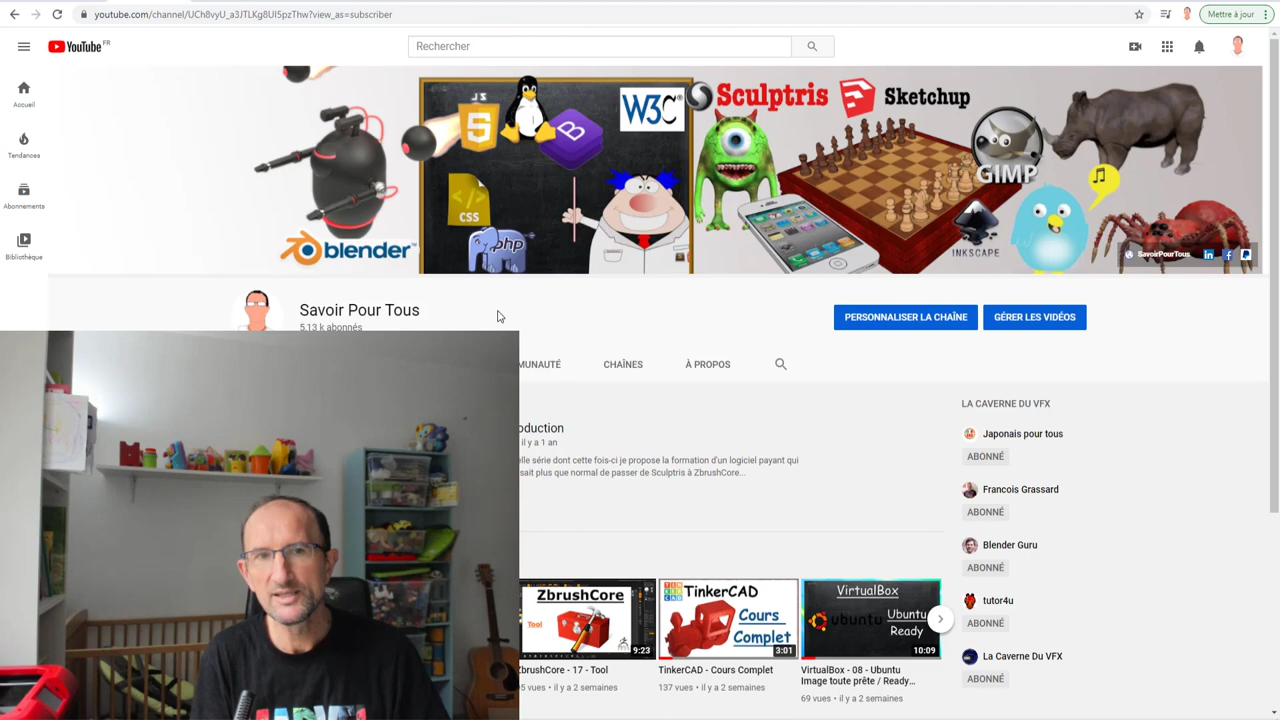 youtube.com/channel/UCh8vyU_a3JTLKg8UI5pzThw?view_as=subscriber
Mettre à jour
YouTube FR
Rechercher
Accueil
Tendances
Abonnements
Bibliothèque
JS
5
W3C®
Sculptris
Sketchup
CSS
php
B
blender™
GIMP
INKSCAPE
SavoirPourTous
Savoir Pour Tous
5,13 k abonnés
PERSONNALISER LA CHAÎNE
GÉRER LES VIDÉOS
MUNAUTÉ
CHAÎNES
À PROPOS
LA CAVERNE DU VFX
oduction
il y a 1 an
elle série dont cette fois-ci je propose la formation d'un logiciel payant qui
sait plus que normal de passer de Sculptris à ZbrushCore...
Japonais pour tous
ABONNÉ
Francois Grassard
ABONNÉ
Blender Guru
ABONNÉ
tutor4u
ABONNÉ
La Caverne Du VFX
ABONNÉ
ZbrushCore
Tool
9:23
TinkerCAD
Cours
Complet
3:01
VirtualBox
ubuntu
Ubuntu
Ready
10:09
ZbrushCore - 17 - Tool
vues • il y a 2 semaines
TinkerCAD - Cours Complet
137 vues • il y a 2 semaines
VirtualBox - 08 - Ubuntu
Image toute prête / Ready...
69 vues • il y a 2 semaines